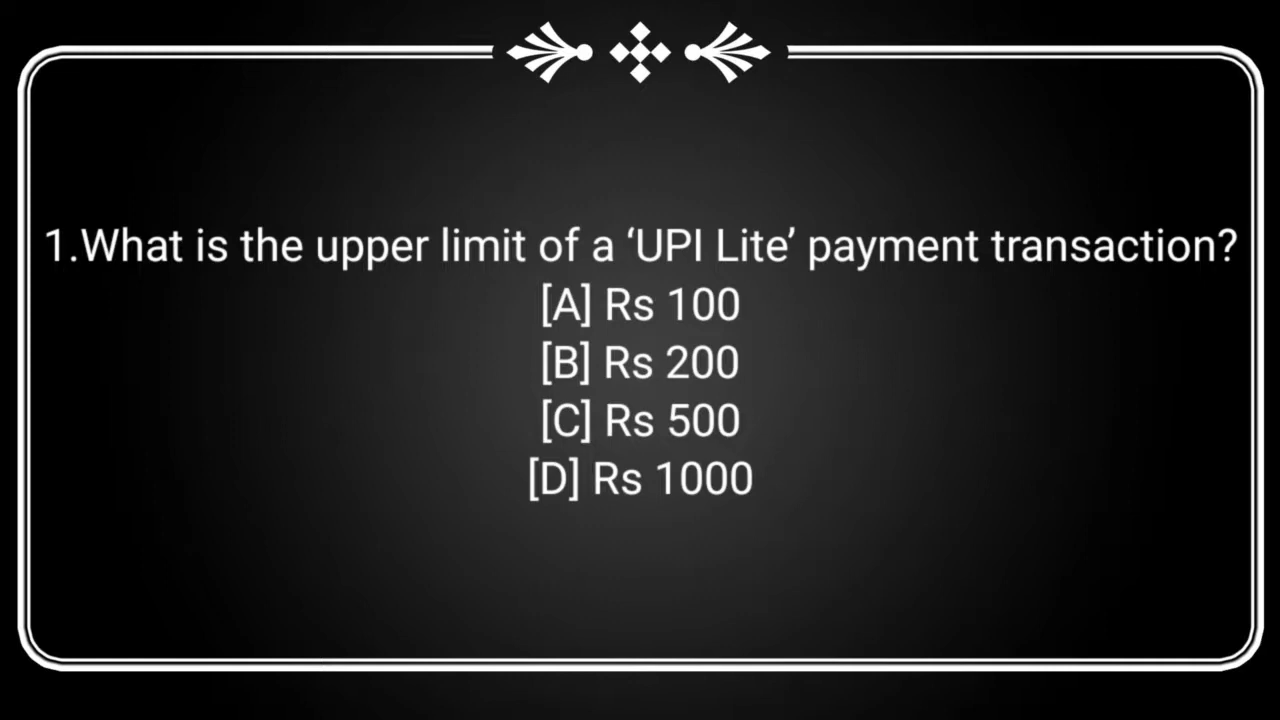 1.What is the upper limit of a ‘UPI Lite’ payment transaction?
[A] Rs 100
[B] Rs 200
[C] Rs 500
[D] Rs 1000